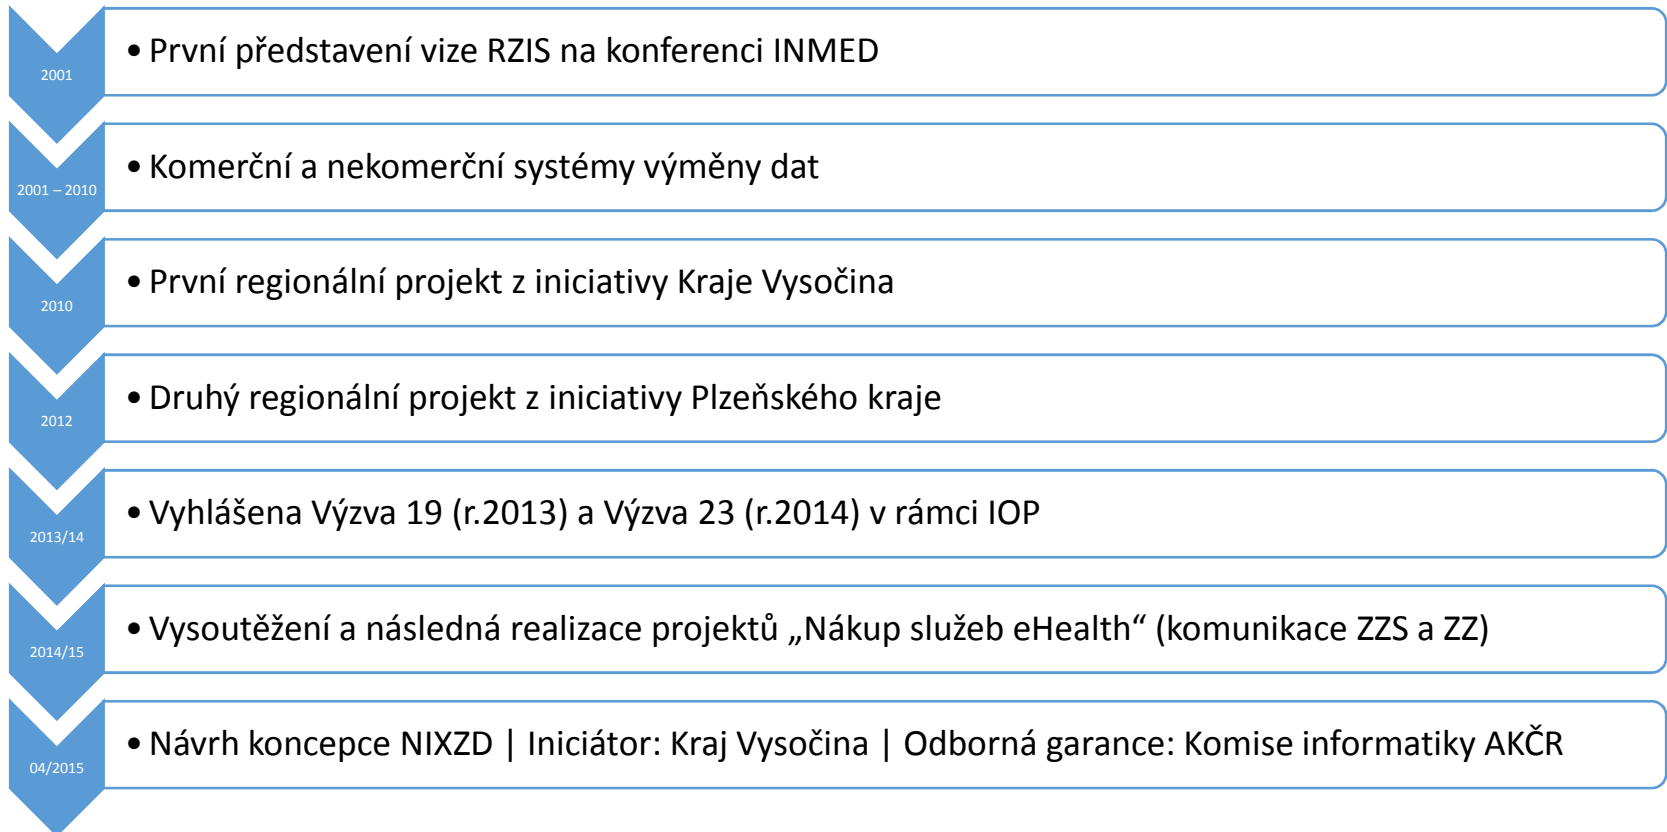 2001
• První představení vize RZIS na konferenci INMED
2001 – 2010
• Komerční a nekomerční systémy výměny dat
2010
• První regionální projekt z iniciativy Kraje Vysočina
2012
• Druhý regionální projekt z iniciativy Plzeňského kraje
2013/14
• Vyhlášena Výzva 19 (r.2013) a Výzva 23 (r.2014) v rámci IOP
2014/15
• Vysoutěžení a následná realizace projektů „Nákup služeb eHealth“ (komunikace ZZS a ZZ)
04/2015
• Návrh koncepce NIXZD | Iniciátor: Kraj Vysočina | Odborná garance: Komise informatiky AKČR